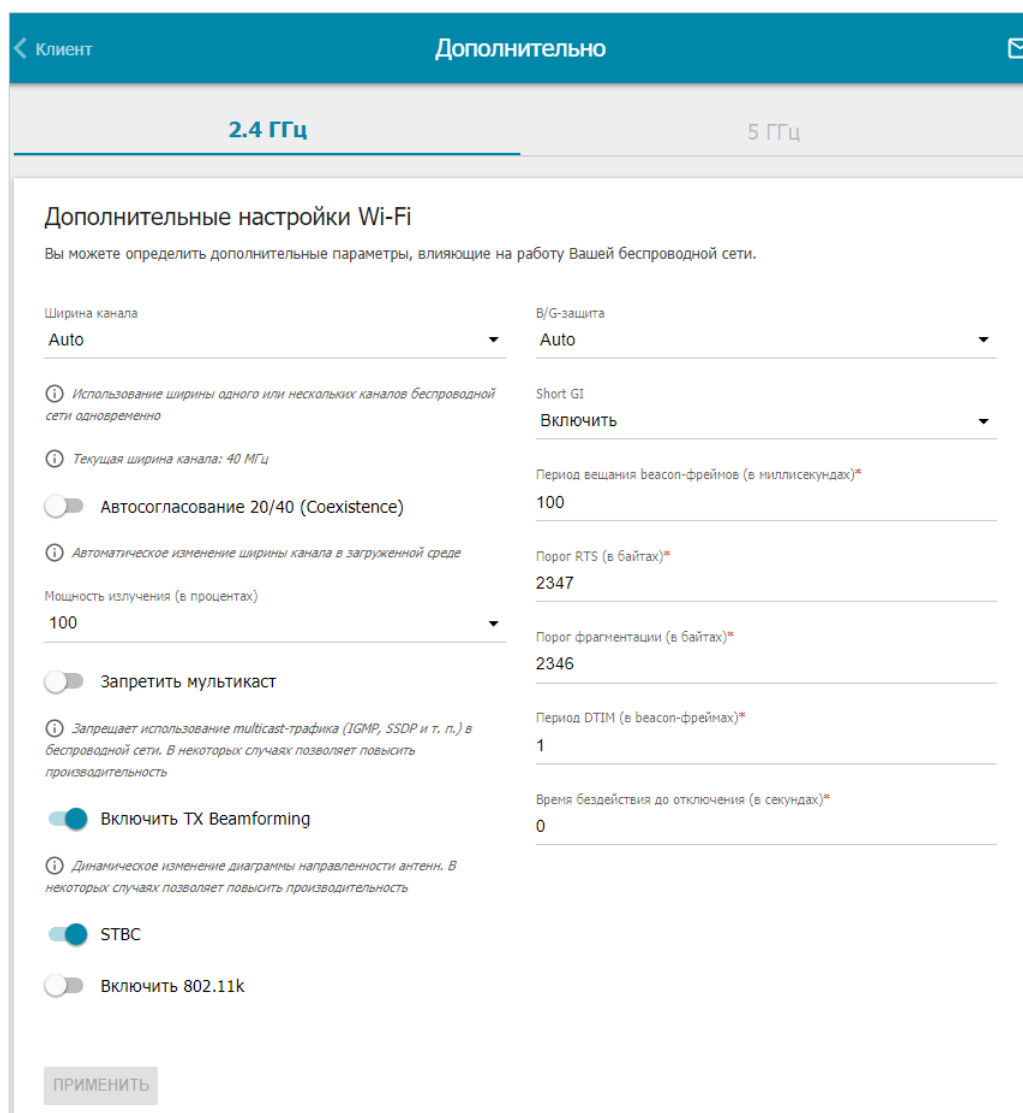 Клиент
Дополнительно
2.4 ГГц
5 ГГц
Дополнительные настройки Wi-Fi
Вы можете определить дополнительные параметры, влияющие на работу Вашей беспроводной сети.
Ширина канала
Auto
Использование ширины одного или нескольких каналов беспроводной
сети одновременно
Текущая ширина канала: 40 МГц
Автосогласование 20/40 (Coexistence)
Автоматическое изменение ширины канала в загруженной среде
Мощность излучения (в процентах)
100
Запретить мультикаст
Запрещает использование multicast-трафика (IGMP, SSDP и т. п.) в
беспроводной сети. В некоторых случаях позволяет повысить
производительность
Включить TX Beamforming
Динамическое изменение диаграммы направленности антенн. В
некоторых случаях позволяет повысить производительность
STBC
Включить 802.11k
ПРИМЕНИТЬ
B/G-защита
Auto
Short GI
Включить
Период вещания beacon-фреймов (в миллисекундах)*
100
Порог RTS (в байтах)*
2347
Порог фрагментации (в байтах)*
2346
Период DTIM (в beacon-фреймах)*
1
Время бездействия до отключения (в секундах)*
0